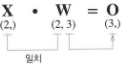 X · W = O
(2,) (2, 3) (3,)
일치